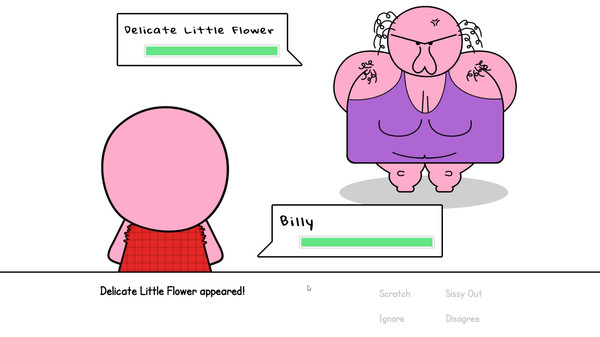 Delicate Little Flower
Billy
Delicate Little Flower appeared!
Scratch Sissy Out
Ignore Disagree